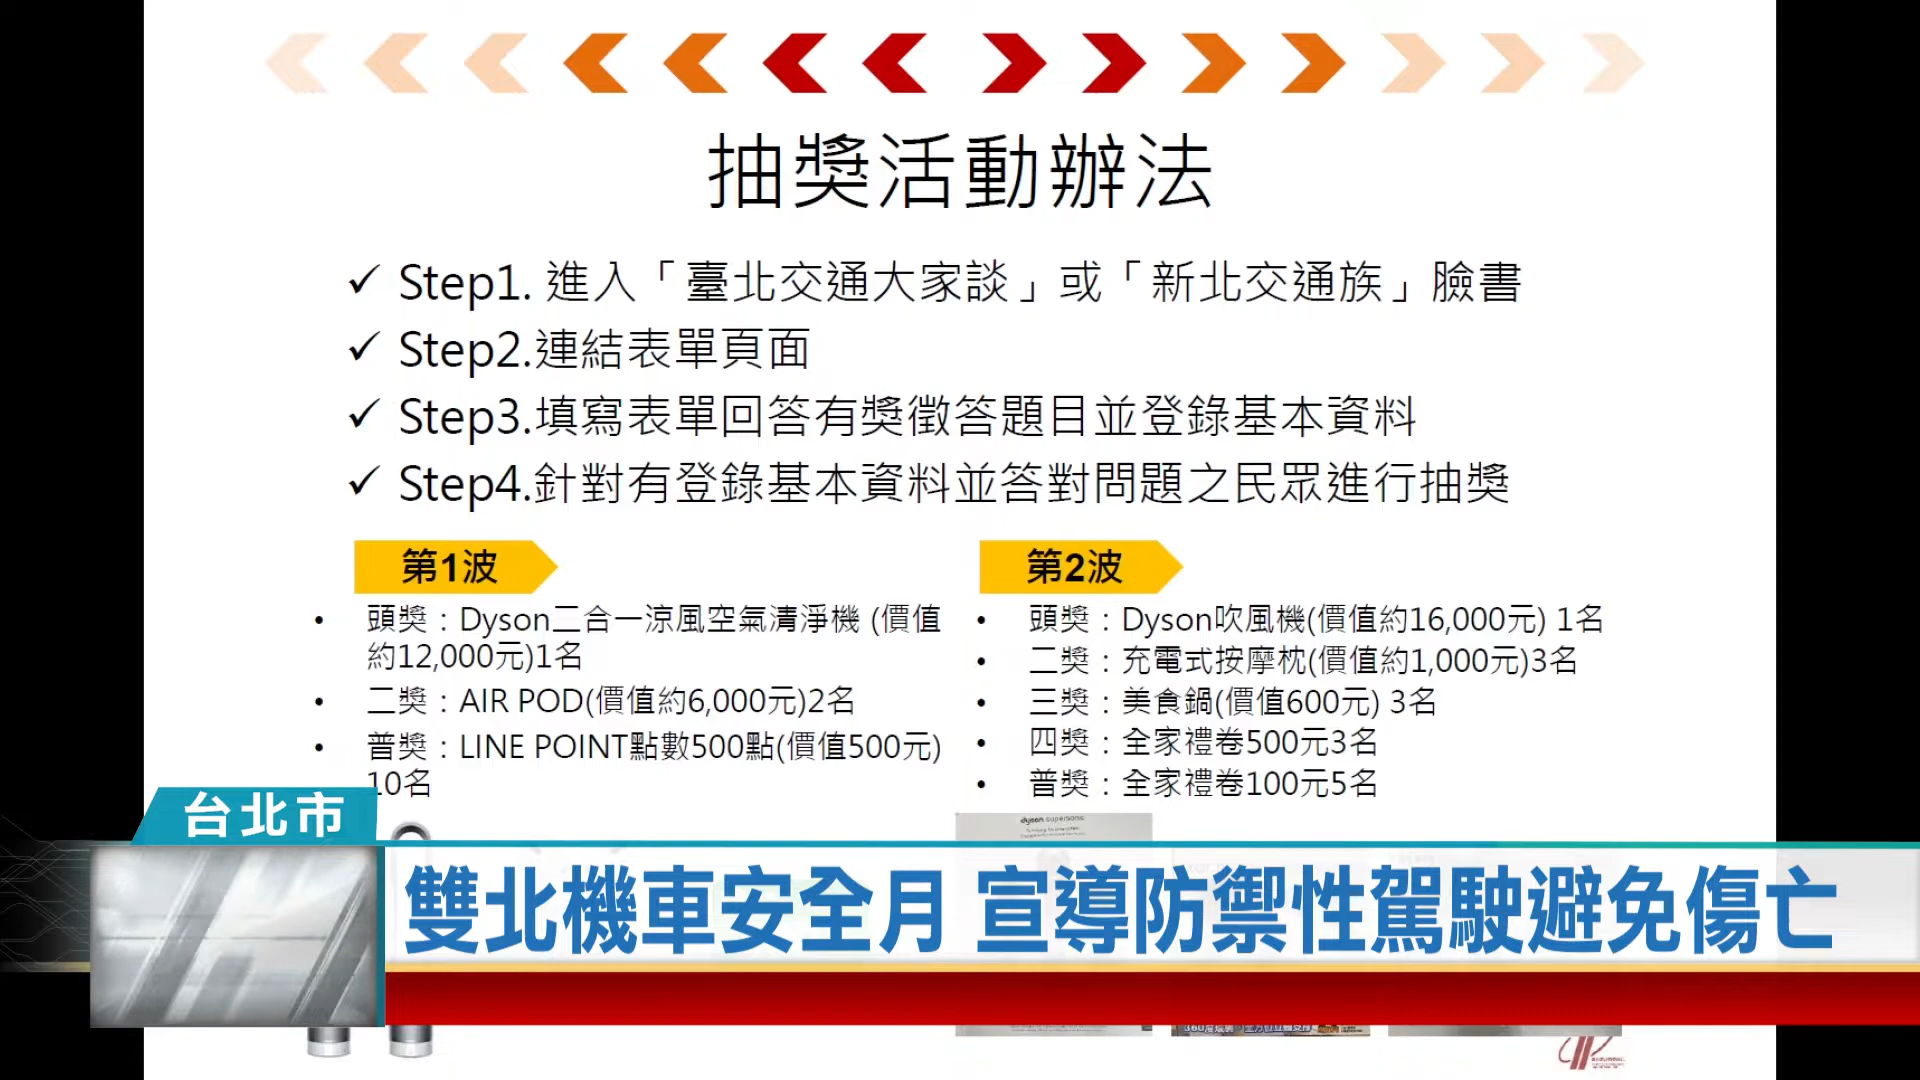 抽獎活動辦法
✓ Step1. 進入「臺北交通大家談」或「新北交通族」臉書
✓ Step2.連結表單頁面
✓ Step3.填寫表單回答有獎徵答題目並登錄基本資料
✓ Step4.針對有登錄基本資料並答對問題之民眾進行抽獎
第1波
• 頭獎：Dyson二合一涼風空氣清淨機 (價值
約12,000元)1名
• 二獎：AIR POD(價值約6,000元)2名
• 普獎：LINE POINT點數500點(價值500元)
10名
第2波
• 頭獎：Dyson吹風機(價值約16,000元) 1名
• 二獎：充電式按摩枕(價值約1,000元)3名
• 三獎：美食鍋(價值600元) 3名
• 四獎：全家禮卷500元3名
• 普獎：全家禮卷100元5名
dyson supersonic
台北市
雙北機車安全月 宣導防禦性駕駛避免傷亡